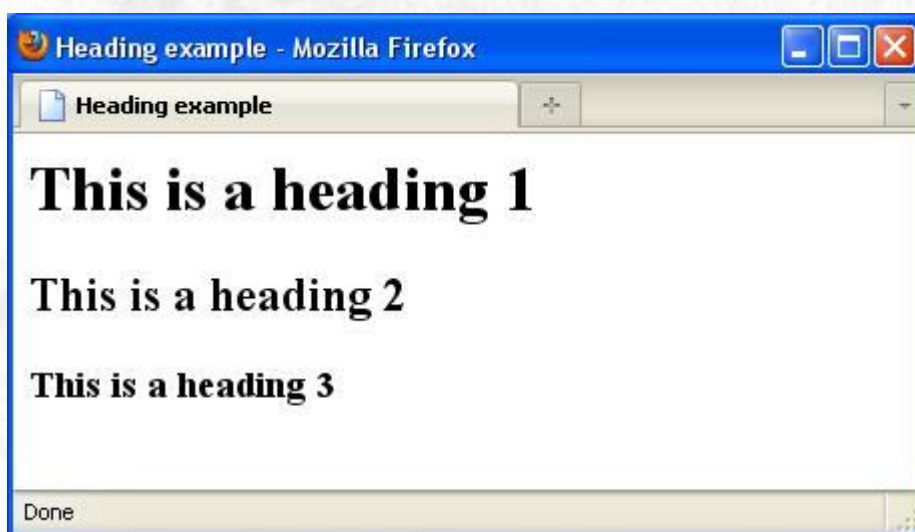 Heading example - Mozilla Firefox
Heading example
This is a heading 1
This is a heading 2
This is a heading 3
Done